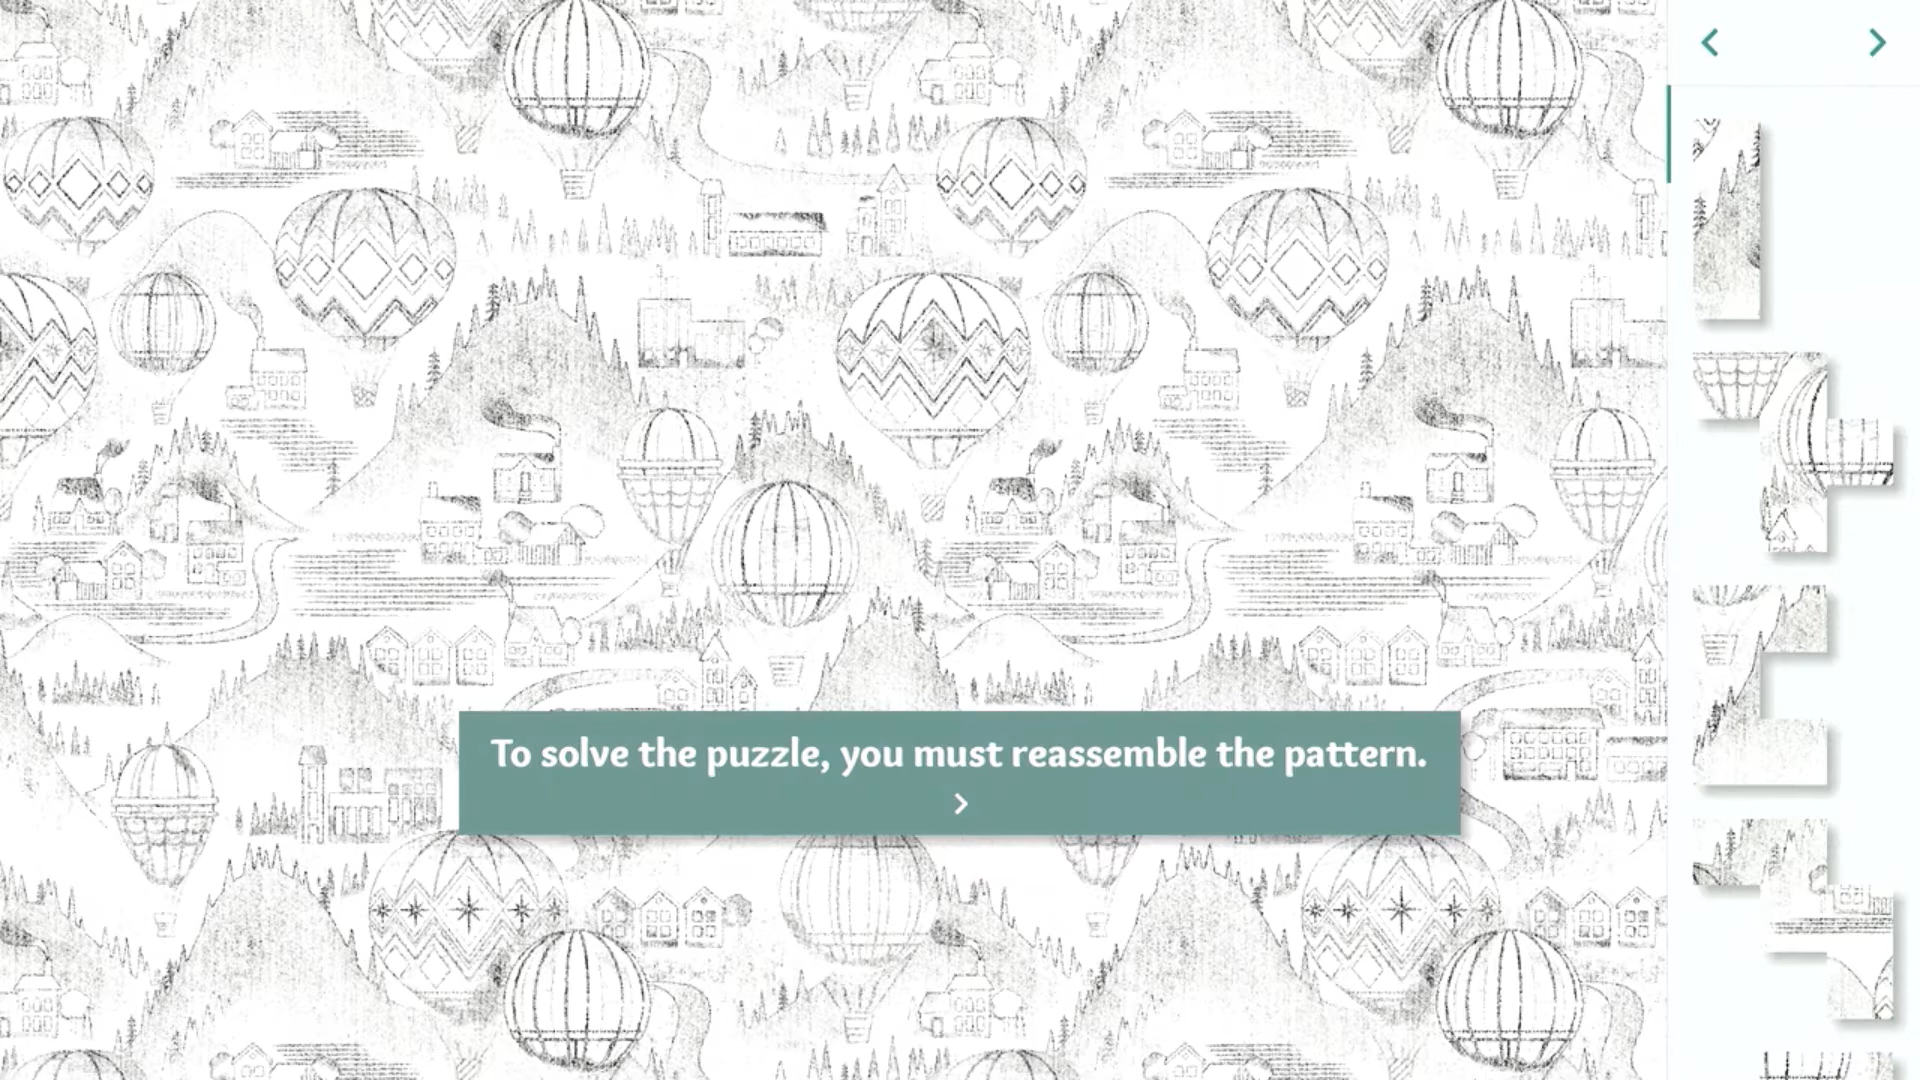 To solve the puzzle, you must reassemble the pattern.